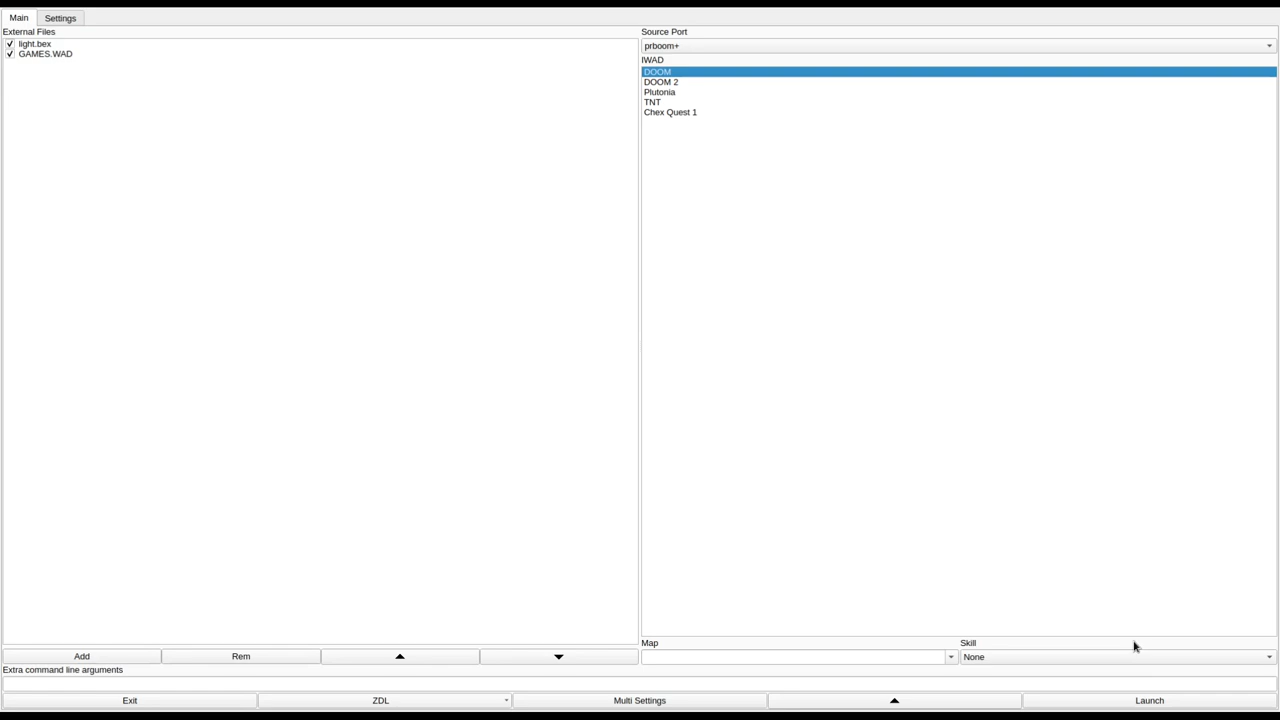 Main Settings
External Files
light.bex
GAMES.WAD
Source Port
prboom+
IWAD
DOOM
DOOM 2
Plutonia
TNT
Chex Quest 1
Map
Skill
None
Add Rem
Extra command line arguments
Exit ZDL Multi Settings Launch